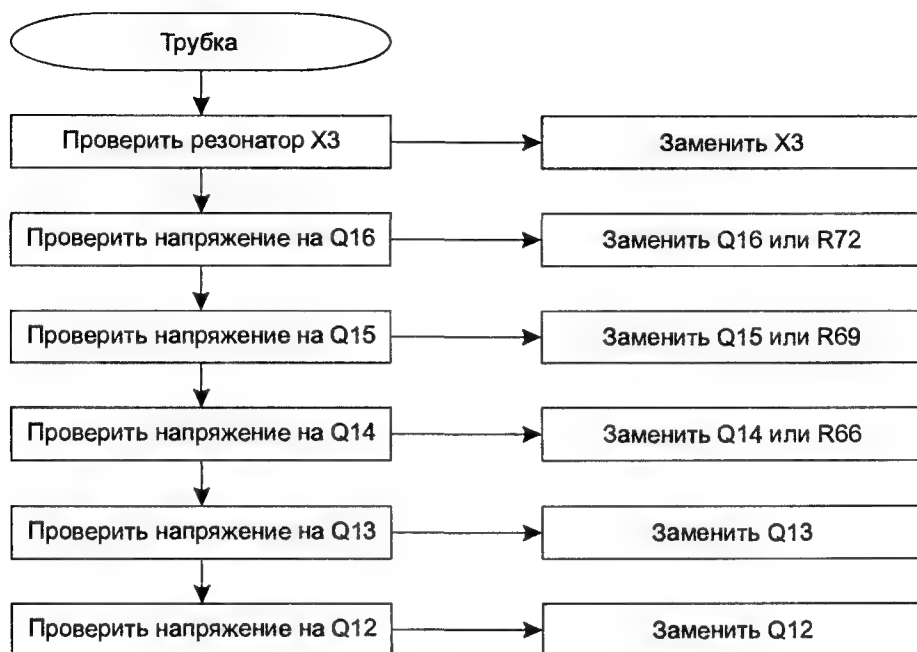 Трубка
Проверить резонатор X3
Заменить X3
Проверить напряжение на Q16
Заменить Q16 или R72
Проверить напряжение на Q15
Заменить Q15 или R69
Проверить напряжение на Q14
Заменить Q14 или R66
Проверить напряжение на Q13
Заменить Q13
Проверить напряжение на Q12
Заменить Q12